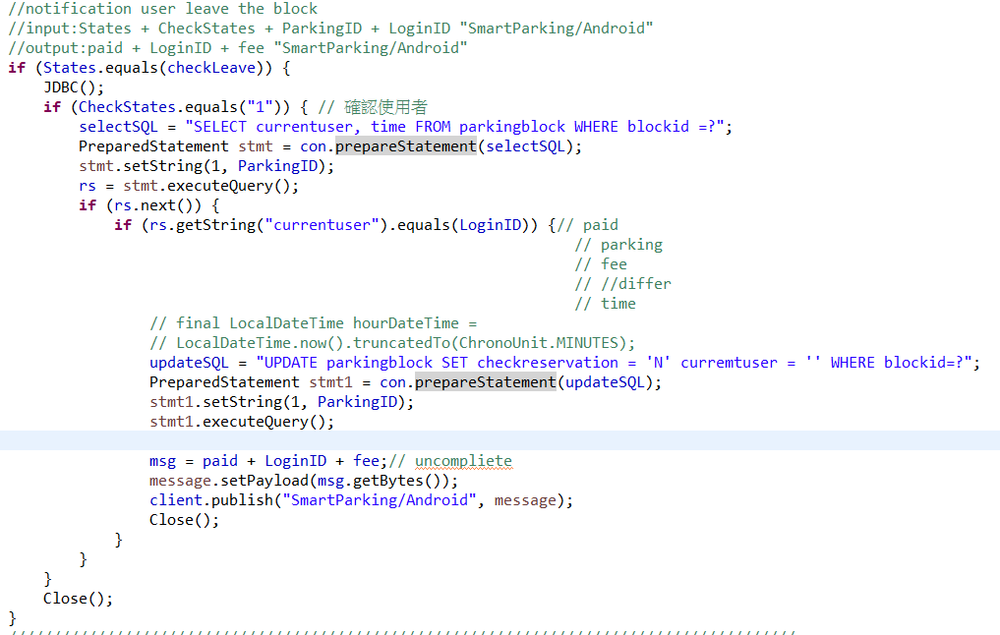 //notification user leave the block
//input:States + CheckStates + ParkingID + LoginID "SmartParking/Android"
//output:paid + LoginID + fee "SmartParking/Android"
if (States.equals(checkLeave)) {
JDBC();
if (CheckStates.equals("1")) { // 確認使用者
selectSQL = "SELECT currentuser, time FROM parkingblock WHERE blockid =?";
PreparedStatement stmt = con.prepareStatement(selectSQL);
stmt.setString(1, ParkingID);
rs = stmt.executeQuery();
if (rs.next()) {
if (rs.getString("currentuser").equals(LoginID)) {// paid
// parking
// fee
// //differ
// time
// final LocalDateTime hourDateTime =
// LocalDateTime.now().truncatedTo(ChronoUnit.MINUTES);
updateSQL = "UPDATE parkingblock SET checkreservation = 'N' curremtuser = '' WHERE blockid=?";
PreparedStatement stmt1 = con.prepareStatement(updateSQL);
stmt1.setString(1, ParkingID);
stmt1.executeQuery();
msg = paid + LoginID + fee;// uncompliete
message.setPayload(msg.getBytes());
client.publish("SmartParking/Android", message);
Close();
}
}
}
Close();
}